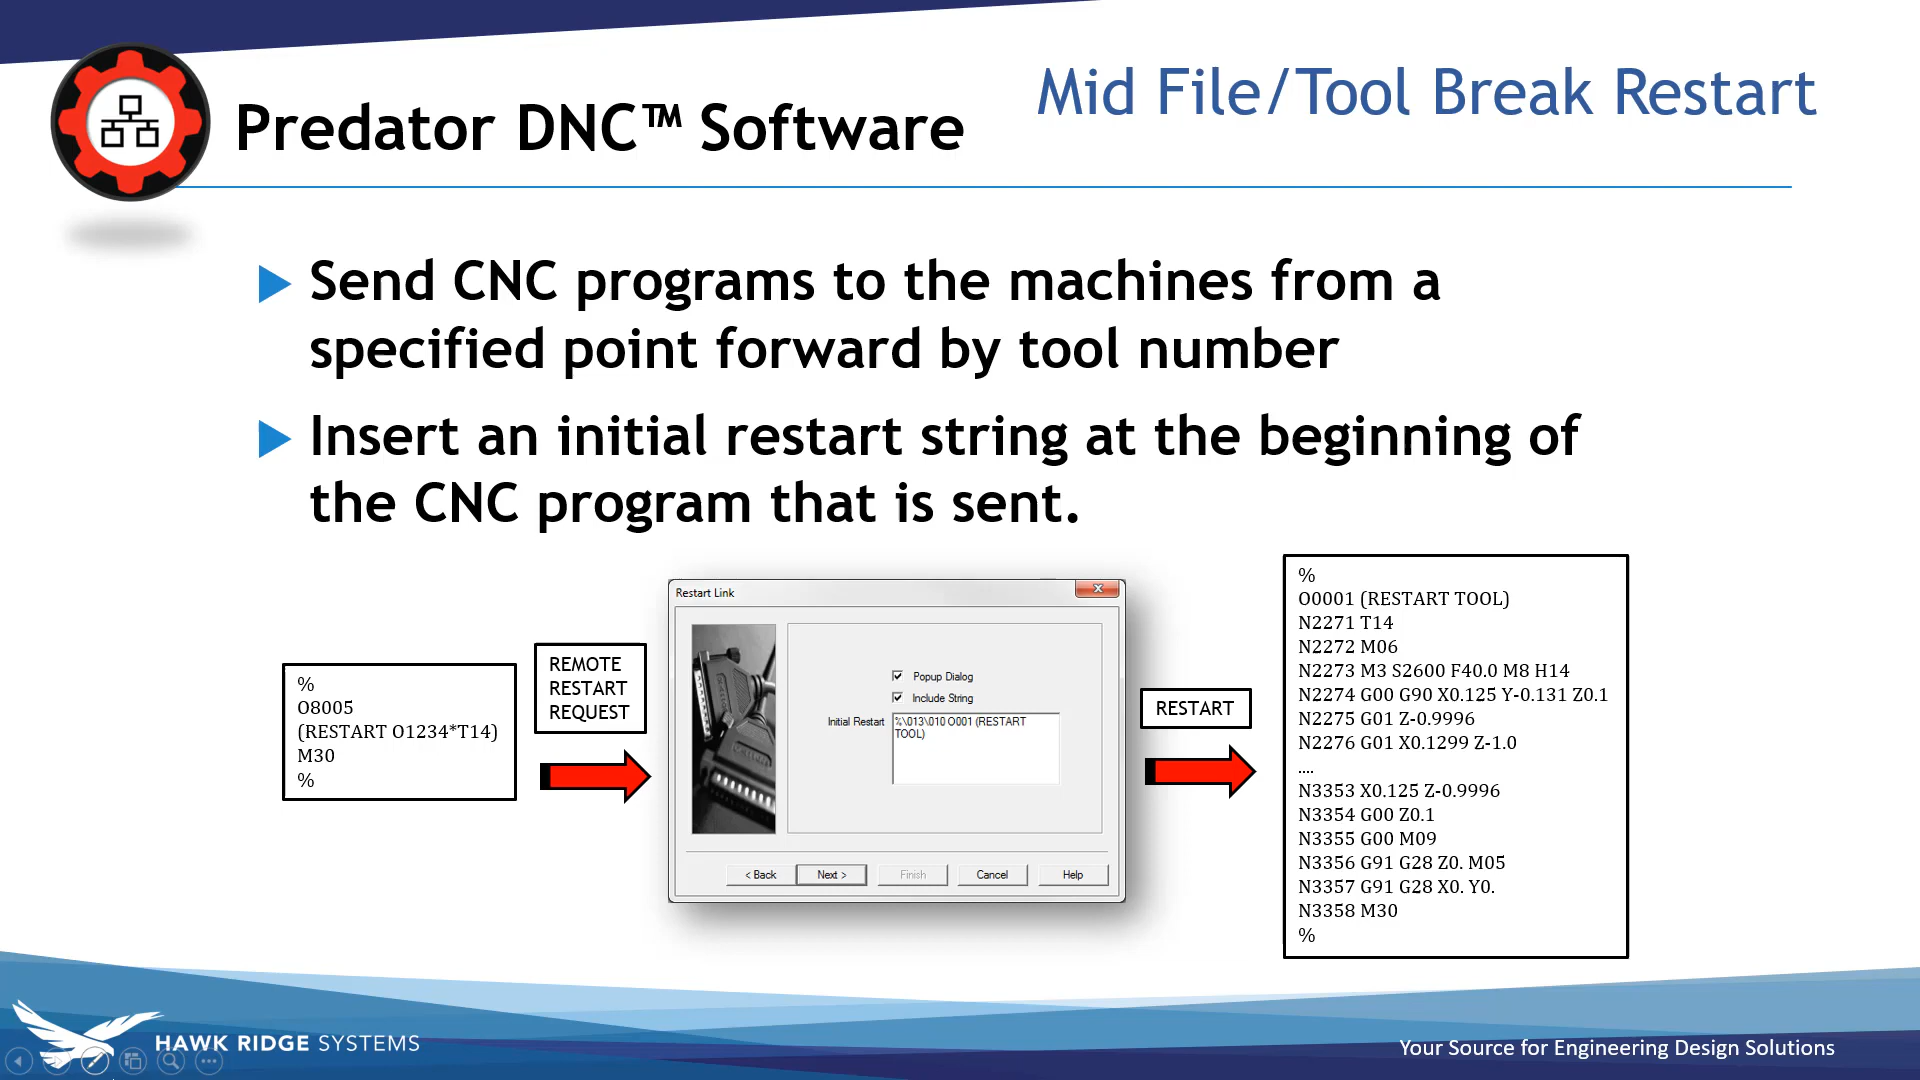 Predator DNC™ Software
Mid File/Tool Break Restart
Send CNC programs to the machines from a
specified point forward by tool number
Insert an initial restart string at the beginning of
the CNC program that is sent.
%
O8005
(RESTART O1234*T14)
M30
%
REMOTE
RESTART
REQUEST
Restart Link
Popup Dialog
Include String
Initial Restart
%\013\010 O001 (RESTART
TOOL)
< Back
Next >
Finish
Cancel
Help
RESTART
%
O0001 (RESTART TOOL)
N2271 T14
N2272 M06
N2273 M3 S2600 F40.0 M8 H14
N2274 G00 G90 X0.125 Y-0.131 Z0.1
N2275 G01 Z-0.9996
N2276 G01 X0.1299 Z-1.0
....
N3353 X0.125 Z-0.9996
N3354 G00 Z0.1
N3355 G00 M09
N3356 G91 G28 Z0. M05
N3357 G91 G28 X0. Y0.
N3358 M30
%
HAWK RIDGE SYSTEMS
Your Source for Engineering Design Solutions